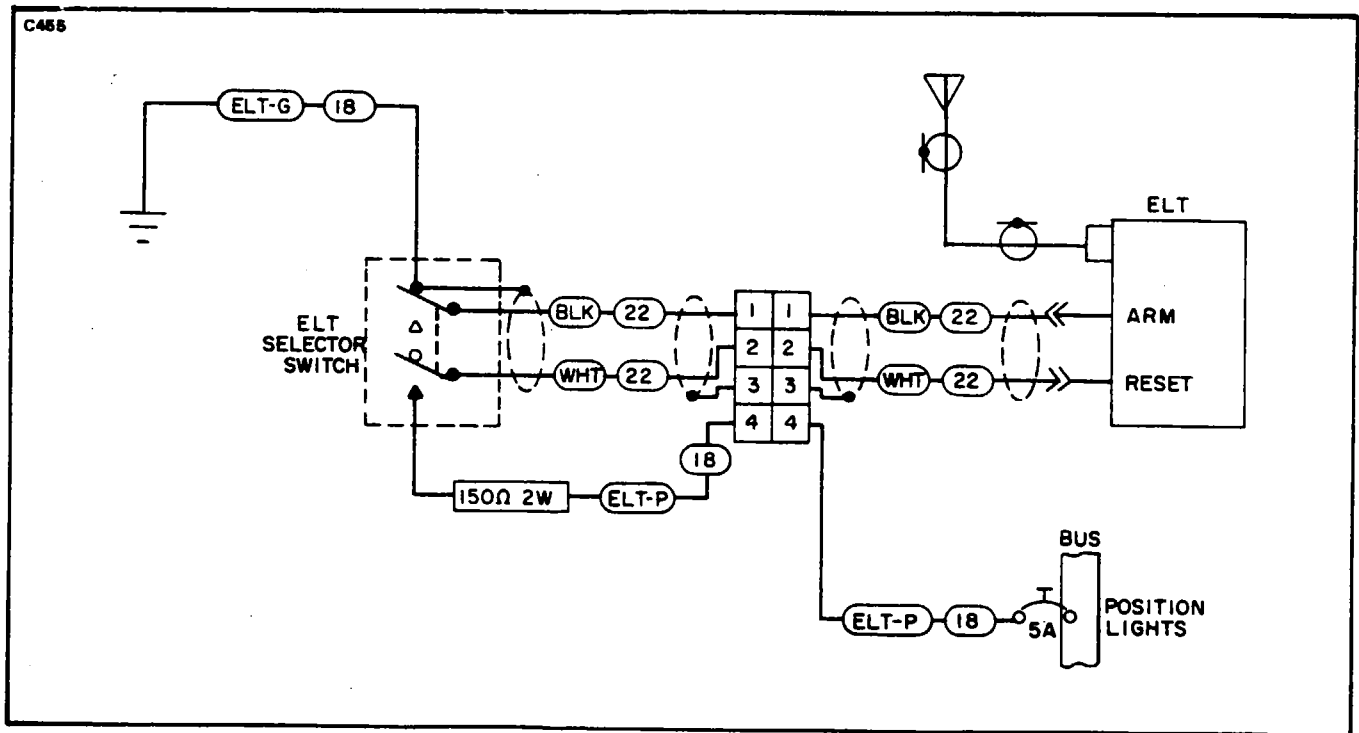 C455
ELT-G 18
ELT
ELT
SELECTOR
SWITCH
BLK 22
1 1
BLK 22
ARM
2 2
WHT 22
3 3
WHT 22
RESET
4 4
18
150Ω 2W
ELT-P
BUS
ELT-P
18
5A
POSITION
LIGHTS